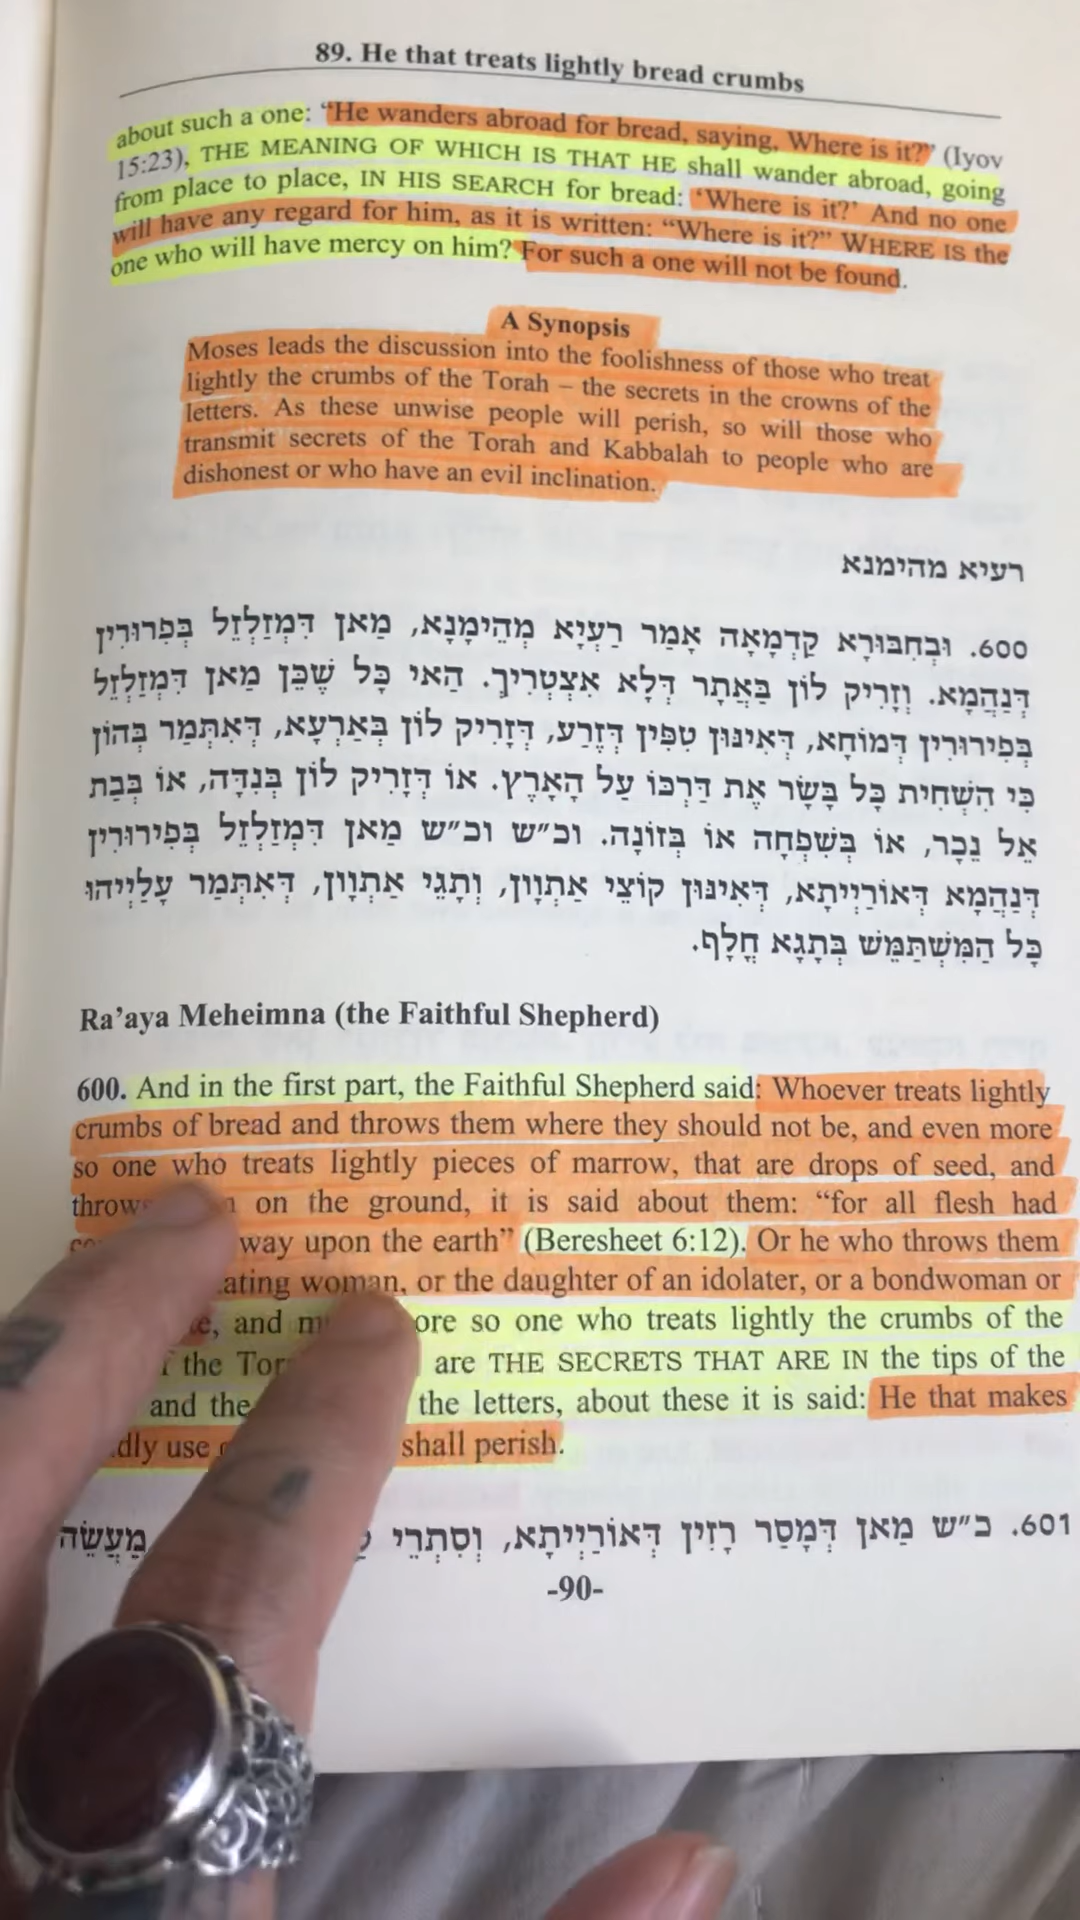 89. He that treats lightly bread crumbs
about such a one: “He wanders abroad for bread, saying, Where is it?” (Iyov
15:23), THE MEANING OF WHICH IS THAT HE shall wander abroad, going
from place to place, IN HIS SEARCH for bread: ‘Where is it?’ And no one
will have any regard for him, as it is written: “Where is it?” WHERE IS the
one who will have mercy on him? For such a one will not be found.
A Synopsis
Moses leads the discussion into the foolishness of those who treat
lightly the crumbs of the Torah – the secrets in the crowns of the
letters. As these unwise people will perish, so will those who
transmit secrets of the Torah and Kabbalah to people who are
dishonest or who have an evil inclination.
רעיא מהימנא
600. וּבְחִבּוּרָא קַדְמָאָה אָמַר רַעְיָא מְהֵימָנָא, מַאן דִּמְזַלְזֵל בְּפֵרוּרִין
דְּנַהֲמָא. וְזָרִיק לוֹן בַּאֲתָר דְּלָא אִצְטְרִיךְ. הַאי כָּל שֶׁכֵּן מַאן דִּמְזַלְזֵל
בְּפֵירוּרִין דְּמוֹחָא, דְּאִינּוּן טִפִּין דְּזֶרַע, דְּזָרִיק לוֹן בְּאַרְעָא, דְּאִתְּמַר בְּהוֹן
כִּי הִשְׁחִית כָּל בָּשָׂר אֶת דַּרְכּוֹ עַל הָאָרֶץ. אוֹ דְּזָרִיק לוֹן בְּנִדָּה, אוֹ בְּבַת
אֵל נֵכָר, אוֹ בְּשִׁפְחָה אוֹ בְּזוֹנָה. וכ״ש וכ״ש מַאן דִּמְזַלְזֵל בְּפֵירוּרִין
דְּנַהֲמָא דְּאוֹרַיְיתָא, דְּאִינּוּן קוֹצֵי אַתְוָון, וְתָגֵי אַתְוָון, דְּאִתְּמַר עָלַיְיהוּ
כָּל הַמִּשְׁתַּמֵּשׁ בְּתָגָא חֲלָף.
Ra’aya Meheimna (the Faithful Shepherd)
600. And in the first part, the Faithful Shepherd said: Whoever treats lightly
crumbs of bread and throws them where they should not be, and even more
so one who treats lightly pieces of marrow, that are drops of seed, and
on the ground, it is said about them: “for all flesh had
way upon the earth” (Beresheet 6:12). Or he who throws them
woman, or the daughter of an idolater, or a bondwoman or
and so one who treats lightly the crumbs of the
the are THE SECRETS THAT ARE IN the tips of the
and the the letters, about these it is said: He that makes
use shall perish.
601. כ״ש מַאן דְּמָסַר רָזִין דְּאוֹרַיְיתָא, וְסִתְרֵי מַעֲשֵׂה
-90-